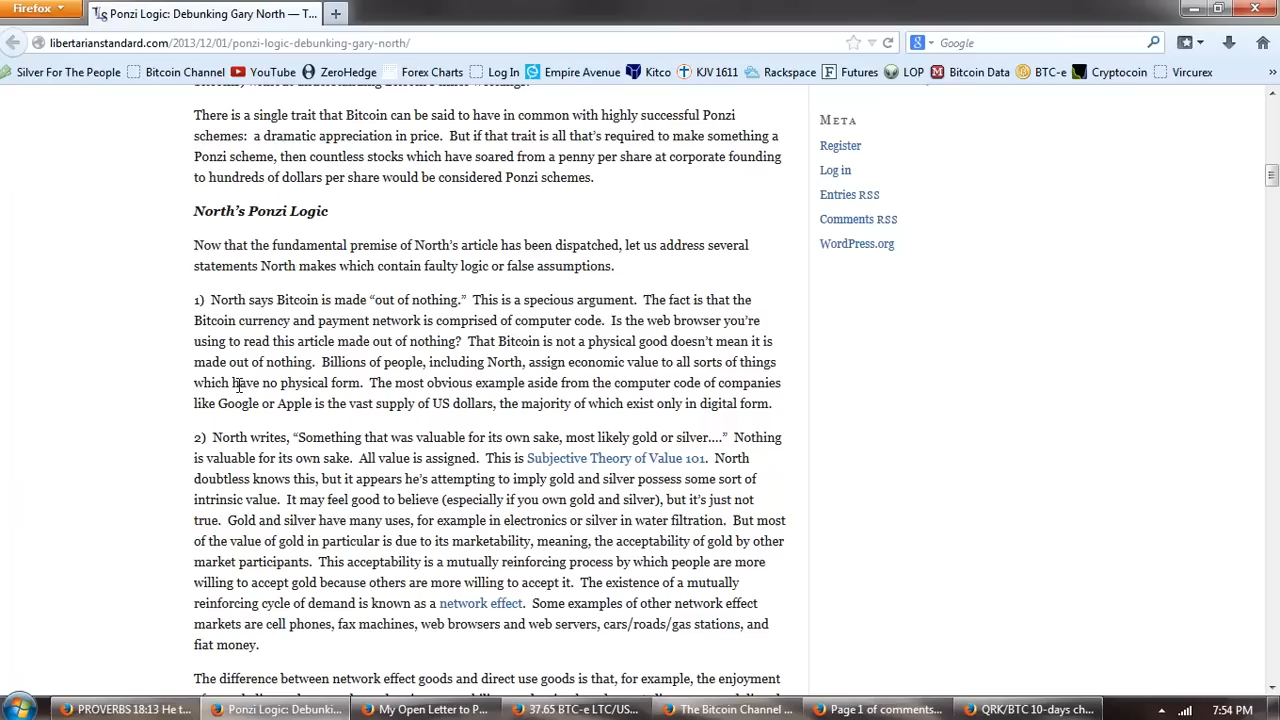 Firefox
Ponzi Logic: Debunking Gary North — T...
libertarianstandard.com/2013/12/01/ponzi-logic-debunking-gary-north/
Google
Silver For The People
Bitcoin Channel
YouTube
ZeroHedge
Forex Charts
Log In
Empire Avenue
Kitco
KJV 1611
Rackspace
Futures
LOP
Bitcoin Data
BTC-e
Cryptocoin
Vircurex
There is a single trait that Bitcoin can be said to have in common with highly successful Ponzi
schemes: a dramatic appreciation in price. But if that trait is all that's required to make something a
Ponzi scheme, then countless stocks which have soared from a penny per share at corporate founding
to hundreds of dollars per share would be considered Ponzi schemes.
North's Ponzi Logic
Now that the fundamental premise of North's article has been dispatched, let us address several
statements North makes which contain faulty logic or false assumptions.
1) North says Bitcoin is made “out of nothing.” This is a specious argument. The fact is that the
Bitcoin currency and payment network is comprised of computer code. Is the web browser you're
using to read this article made out of nothing? That Bitcoin is not a physical good doesn't mean it is
made out of nothing. Billions of people, including North, assign economic value to all sorts of things
which have no physical form. The most obvious example aside from the computer code of companies
like Google or Apple is the vast supply of US dollars, the majority of which exist only in digital form.
2) North writes, “Something that was valuable for its own sake, most likely gold or silver....” Nothing
is valuable for its own sake. All value is assigned. This is Subjective Theory of Value 101. North
doubtless knows this, but it appears he's attempting to imply gold and silver possess some sort of
intrinsic value. It may feel good to believe (especially if you own gold and silver), but it's just not
true. Gold and silver have many uses, for example in electronics or silver in water filtration. But most
of the value of gold in particular is due to its marketability, meaning, the acceptability of gold by other
market participants. This acceptability is a mutually reinforcing process by which people are more
willing to accept gold because others are more willing to accept it. The existence of a mutually
reinforcing cycle of demand is known as a network effect. Some examples of other network effect
markets are cell phones, fax machines, web browsers and web servers, cars/roads/gas stations, and
fiat money.
The difference between network effect goods and direct use goods is that, for example, the enjoyment
META
Register
Log in
Entries RSS
Comments RSS
WordPress.org
PROVERBS 18:13 He t...
Ponzi Logic: Debunki...
My Open Letter to P...
37.65 BTC-e LTC/US...
The Bitcoin Channel ...
Page 1 of comments...
QRK/BTC 10-days ch...
7:54 PM